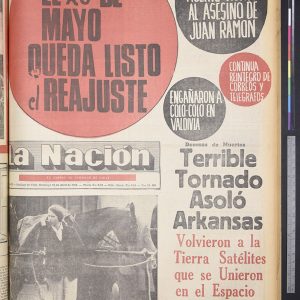 EL 20 DE
MAYO
QUEDA LISTO
el REAJUSTE
AL ASESINO DE
JUAN RAMON
CONTINUA
REINTEGRO DE
CORREOS Y
TELEGRAFOS
ENGAÑARON A
COLO-COLO EN
VALDIVIA
la Nación
Decenas de Muertos
Terrible
Tornado
Asoló
Arkansas
Volvieron a la
Tierra Satélites
que se Unieron
en el Espacio